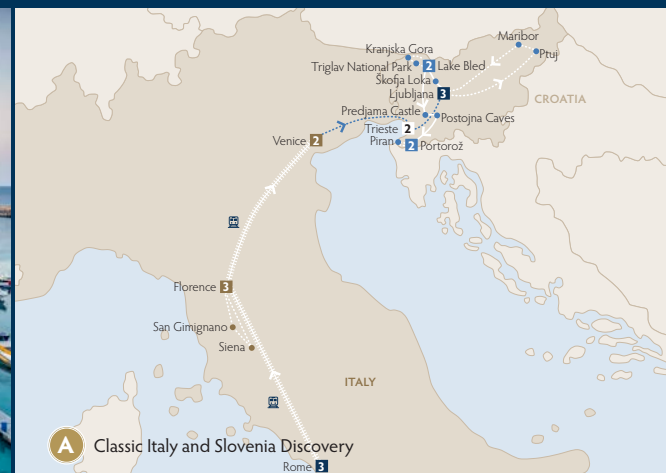 Maribor
Kranjska Gora
Ptuj
Triglav National Park 2 Lake Bled
Škofja Loka
Ljubljana 3
CROATIA
Predjama Castle
Postojna Caves
Trieste 2
Venice 2
Piran 2 Portorož
Florence 3
San Gimignano
Siena
ITALY
A Classic Italy and Slovenia Discovery
Rome 3